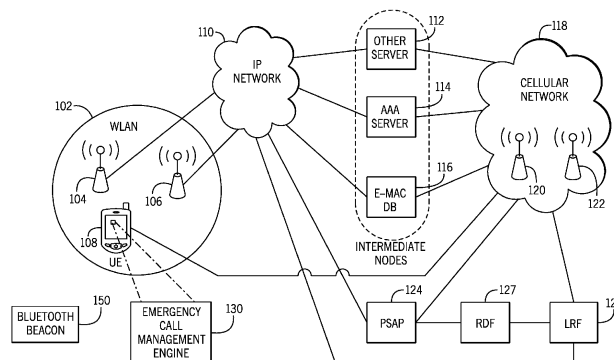 110
IP
NETWORK
112
OTHER
SERVER
118
CELLULAR
NETWORK
102
WLAN
114
AAA
SERVER
104
106
116
E-MAC
DB
120
122
108
UE
INTERMEDIATE
NODES
150
BLUETOOTH
BEACON
130
EMERGENCY
CALL
MANAGEMENT
ENGINE
124
PSAP
127
RDF
LRF